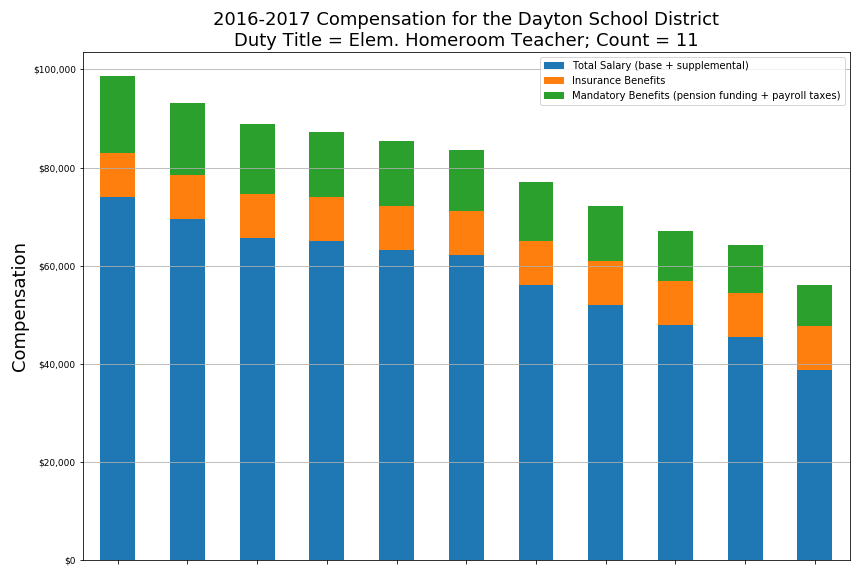 2016-2017 Compensation for the Dayton School District
Duty Title = Elem. Homeroom Teacher; Count = 11
Total Salary (base + supplemental)
Insurance Benefits
Mandatory Benefits (pension funding + payroll taxes)
$100,000
$80,000
$60,000
$40,000
$20,000
$0
Compensation